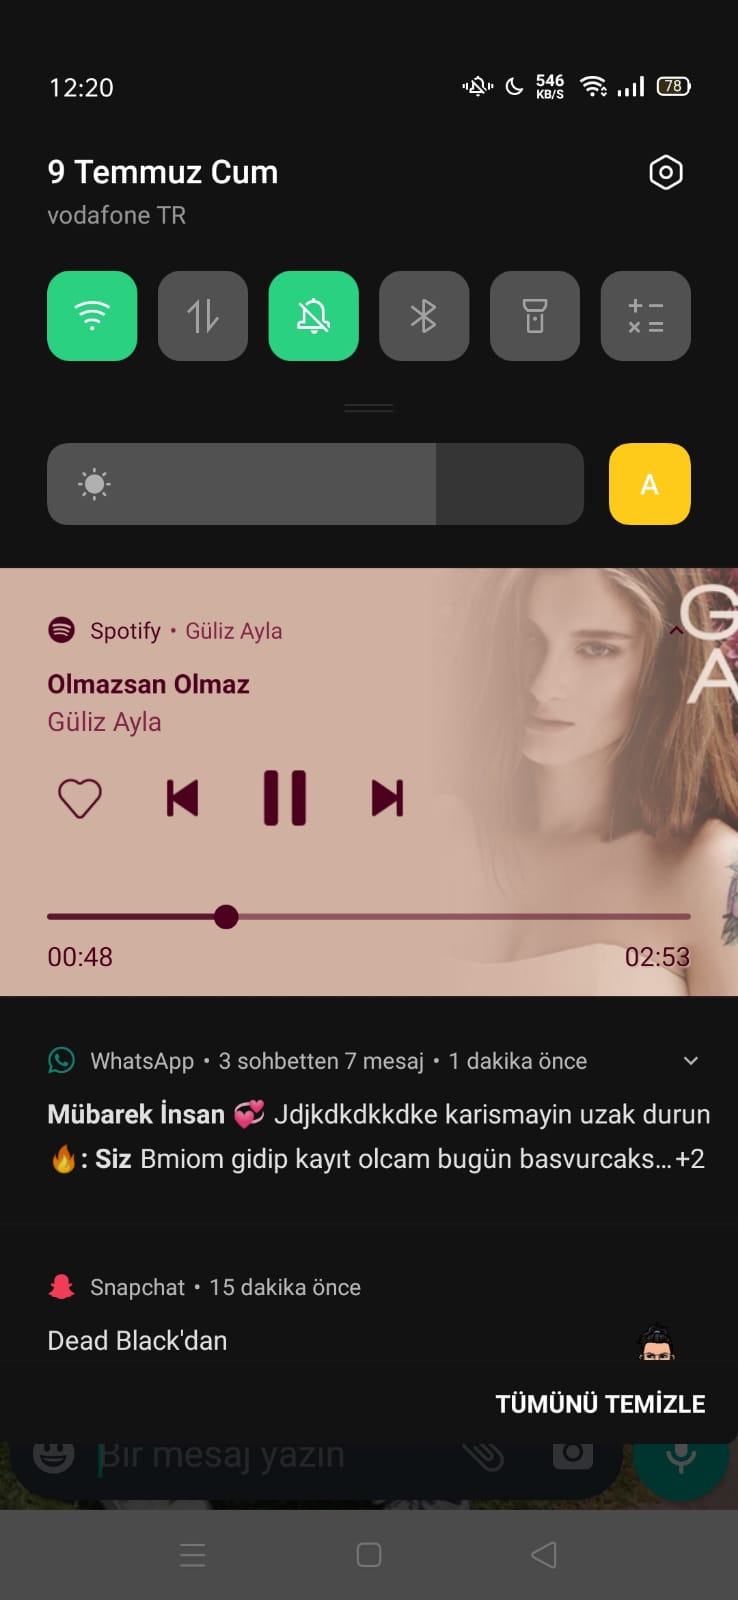 12:20
546
KB/S
78
9 Temmuz Cum
vodafone TR
A
Spotify • Güliz Ayla
G
A
Olmazsan Olmaz
Güliz Ayla
00:48
02:53
WhatsApp • 3 sohbetten 7 mesaj • 1 dakika önce
Mübarek İnsan 💞 Jdjkdkdkkdke karismayin uzak durun
🔥: Siz Bmiom gidip kayıt olcam bugün basvurcaks... +2
Snapchat • 15 dakika önce
Dead Black'dan
TÜMÜNÜ TEMİZLE
Bir mesaj yazın